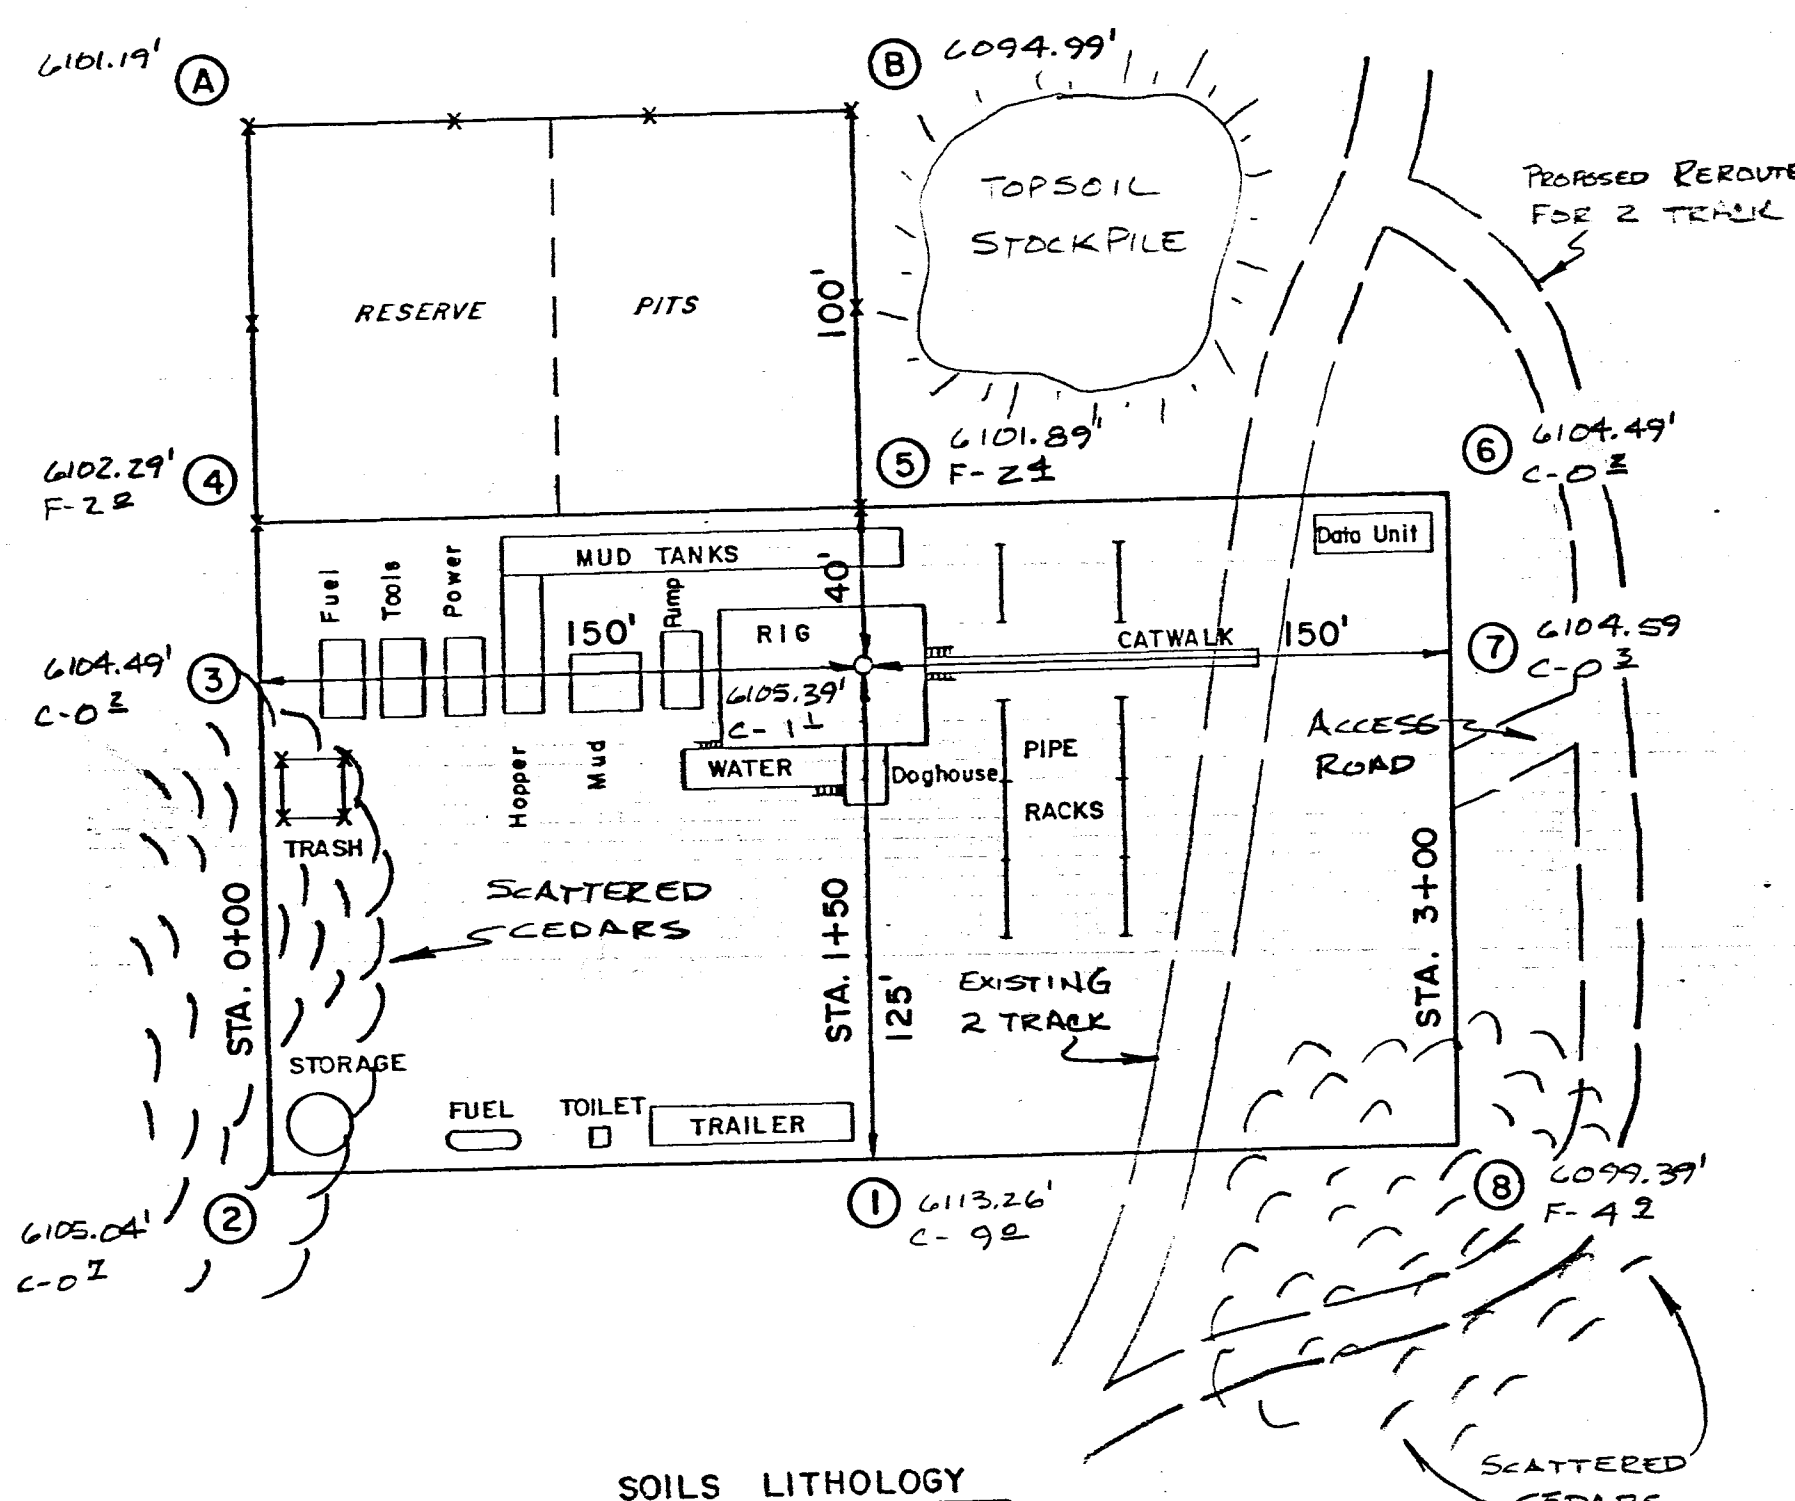 6101.19'
A
B
6094.99'
TOPSOIL
STOCKPILE
PROPOSED REROUTE
FOR 2 TRACK
RESERVE PITS
100'
6102.29'
F-2 2
4
5
6101.89'
F-2 4
6
6104.49'
C-0 2
Data Unit
MUD TANKS
Fuel
Tools
Power
40'
Pump
150'
RIG
CATWALK
150'
7
6104.59
C-0 3
6104.49'
C-0 2
3
6105.39'
C-1 1
ACCESS
ROAD
WATER
Doghouse
PIPE
RACKS
Hopper
Mud
TRASH
SCATTERED
CEDARS
STA. 0+00
STA. 1+50
125'
STA. 3+00
EXISTING
2 TRACK
STORAGE
FUEL
TOILET
TRAILER
6105.04'
C-0 7
2
1
6113.26'
C-9 0
8
6099.39'
F-4 9
SCATTERED
CEDARS
SOILS LITHOLOGY